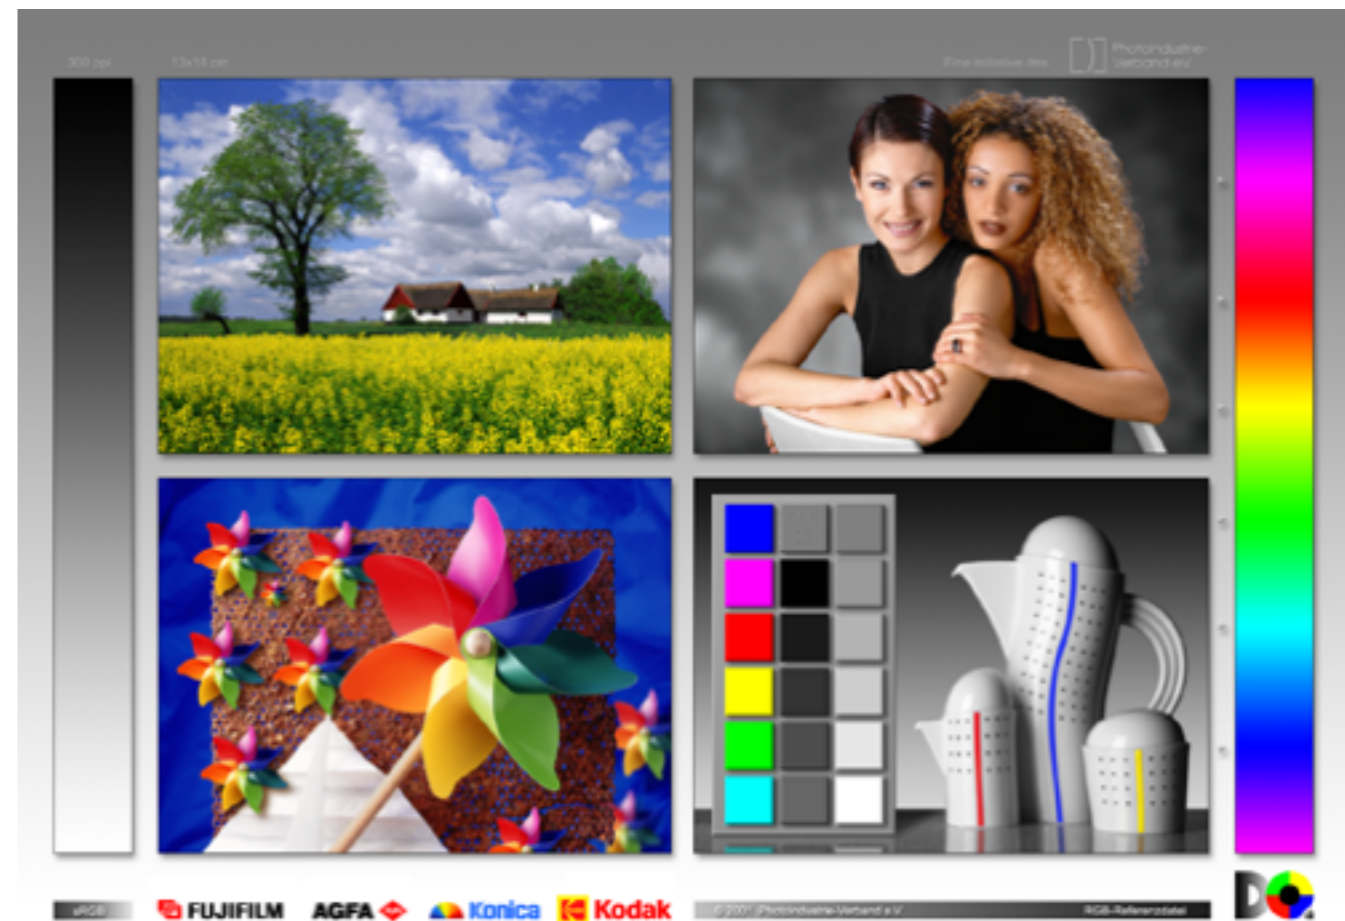 300 ppi
13x18 cm
Eine Initiative des
Photoindustrie-
Verband e.V.
sRGB
FUJIFILM
AGFA
Konica
Kodak
© 2001 Photoindustrie-Verband e.V.
RGB-Referenzdatei